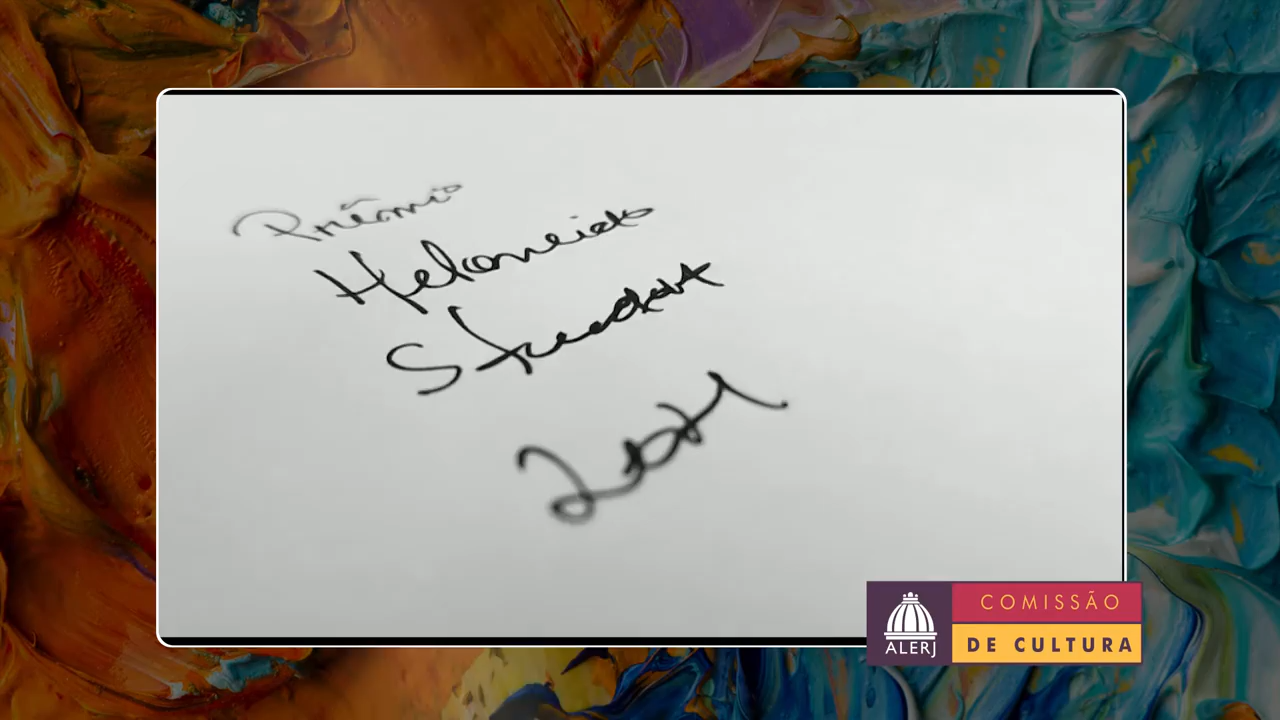 Prêmio
Heloneida
Studart
ALERJ
COMISSÃO
DE CULTURA